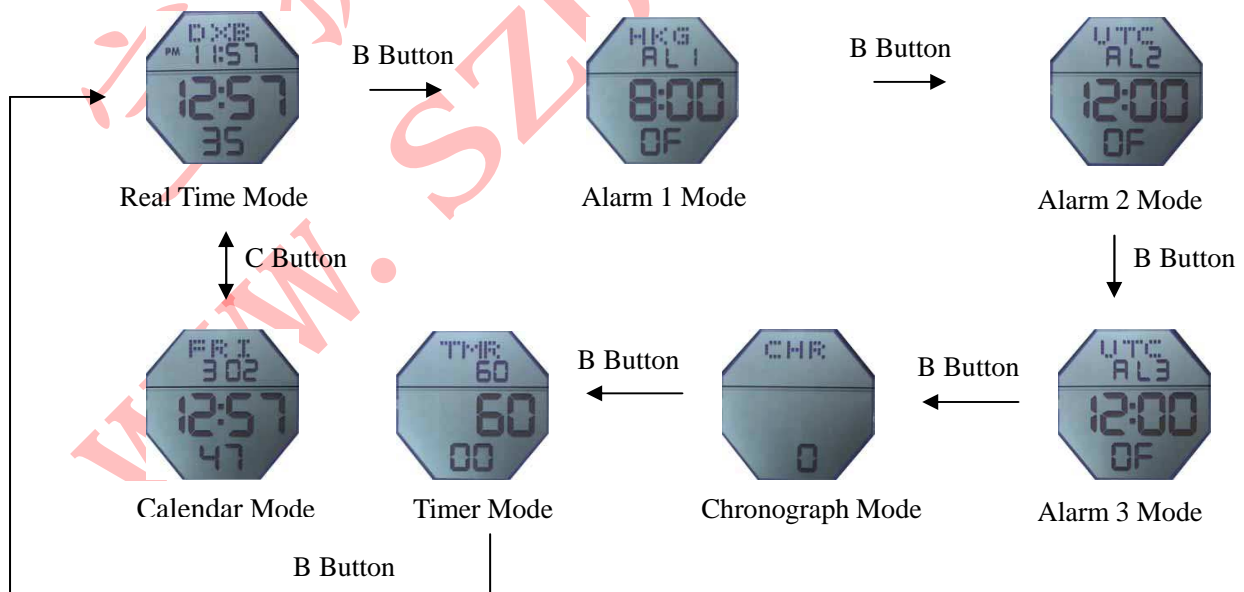 DXB
PM 11:57
12:57
35
Real Time Mode
B Button
HKG
AL1
8:00
OF
Alarm 1 Mode
B Button
UTC
AL2
12:00
OF
Alarm 2 Mode
C Button
B Button
FRI
3 02
12:57
47
Calendar Mode
TMR
60
60
00
Timer Mode
B Button
CHR
0
Chronograph Mode
B Button
UTC
AL3
12:00
OF
Alarm 3 Mode
B Button